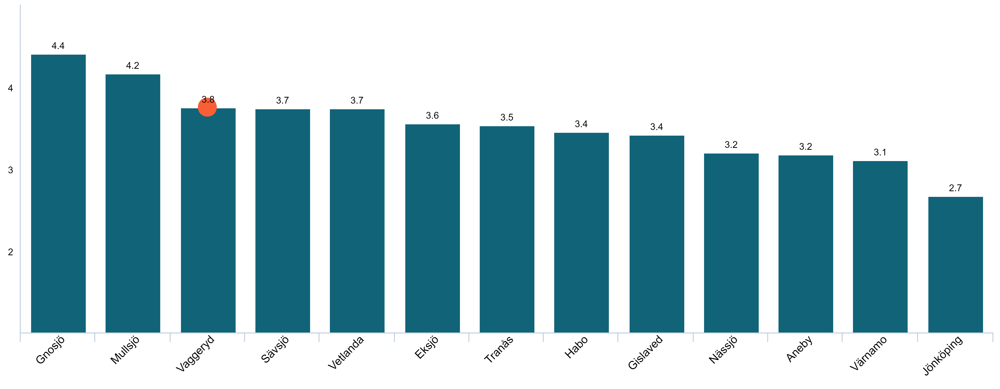 4.4
4.2
3.8
3.7
3.7
3.6
3.5
3.4
3.4
3.2
3.2
3.1
2.7
4
3
2
Gnosjö
Mullsjö
Vaggeryd
Sävsjö
Vetlanda
Eksjö
Tranås
Habo
Gislaved
Nässjö
Aneby
Värnamo
Jönköping